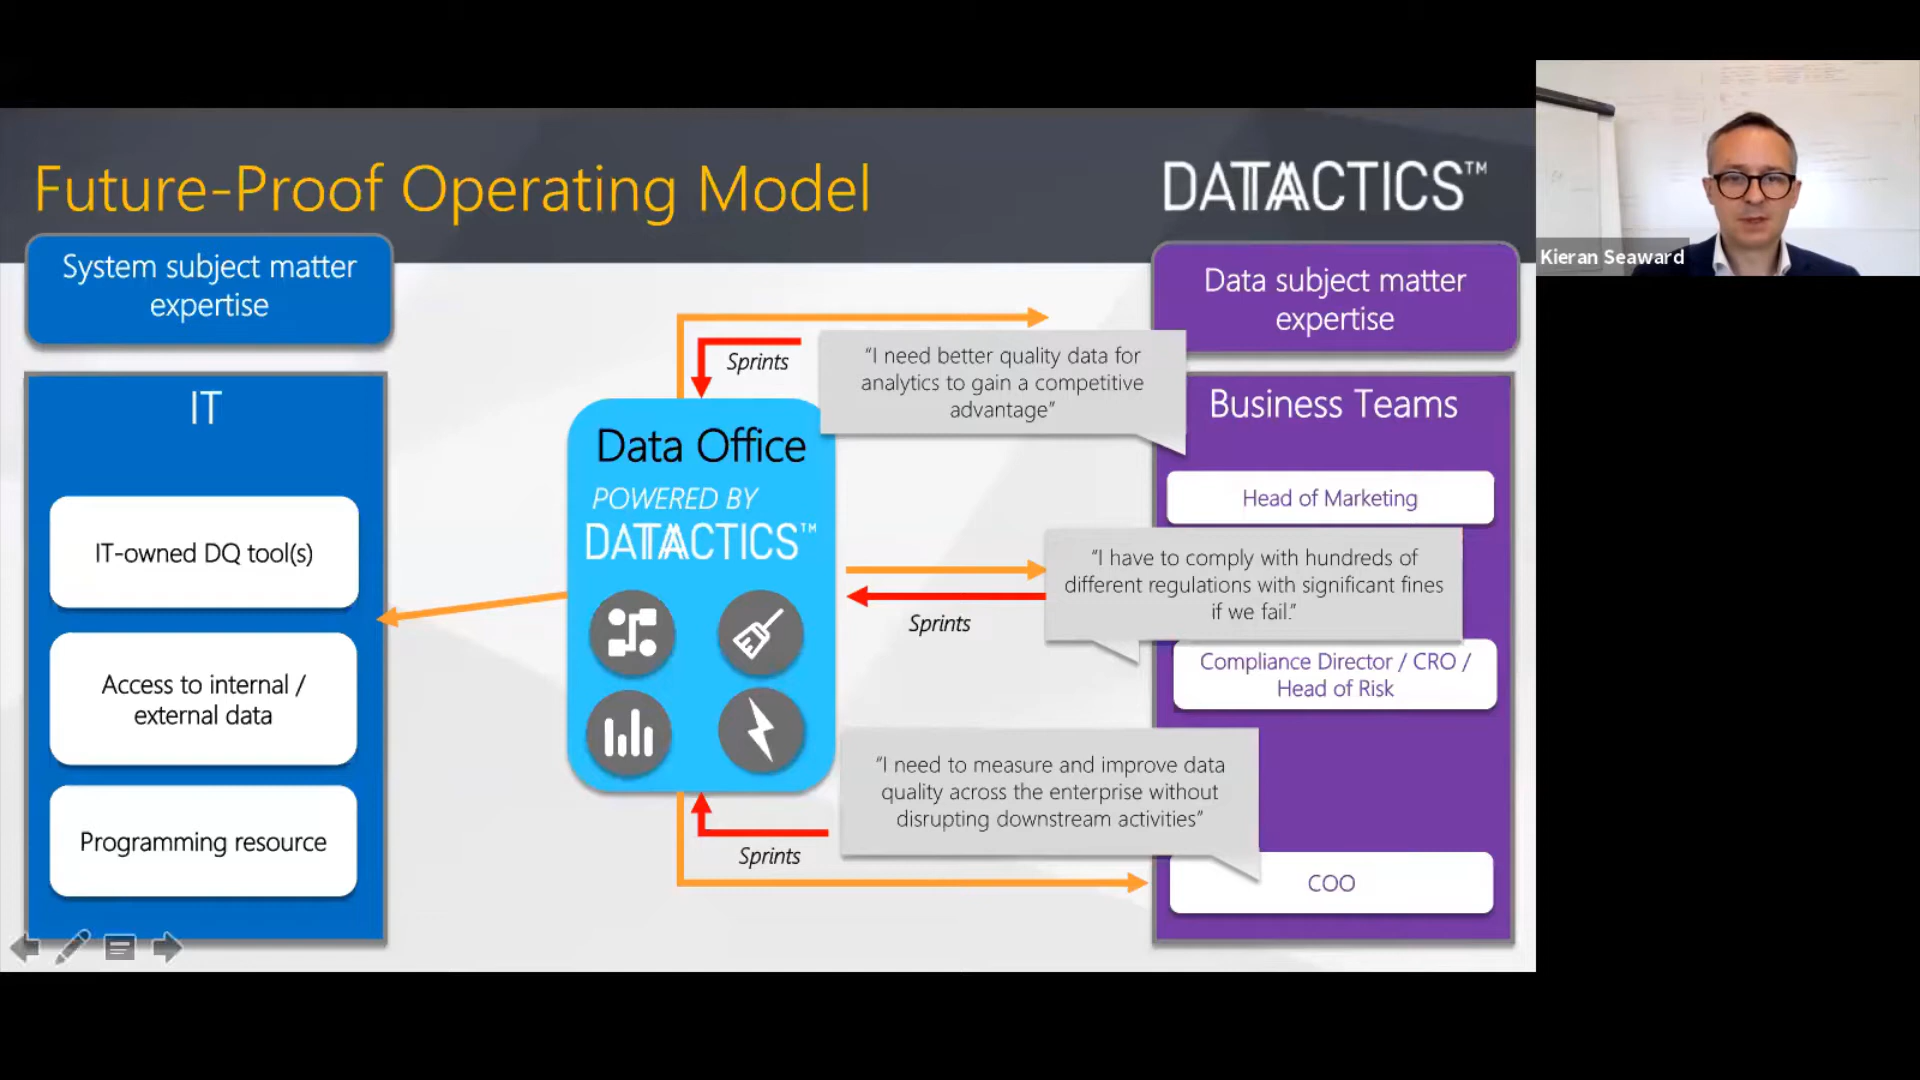 Future-Proof Operating Model
DATACTICS™
Kieran Seaward
System subject matter
expertise
IT
IT-owned DQ tool(s)
Access to internal /
external data
Programming resource
Data Office
POWERED BY
DATACTICS™
Sprints
Sprints
Sprints
Data subject matter
expertise
Business Teams
“I need better quality data for
analytics to gain a competitive
advantage”
Head of Marketing
“I have to comply with hundreds of
different regulations with significant fines
if we fail.”
Compliance Director / CRO /
Head of Risk
“I need to measure and improve data
quality across the enterprise without
disrupting downstream activities”
COO